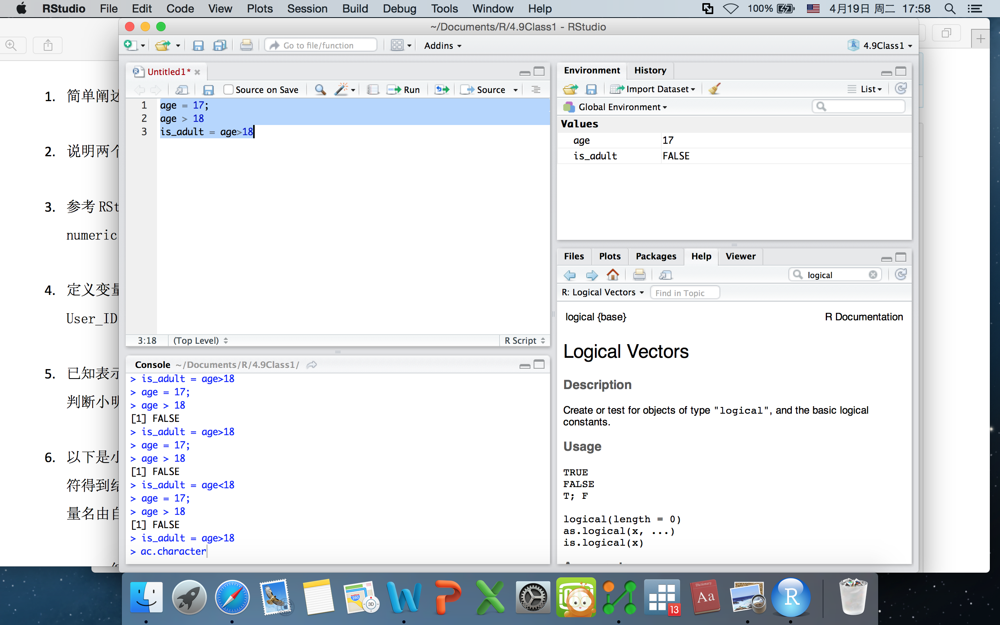 RStudio File Edit Code View Plots Session Build Debug Tools Window Help 100% 4月19日 周二 17:58
~/Documents/R/4.9Class1 - RStudio
Go to file/function Addins 4.9Class1
Untitled1*
Source on Save Run Source
1 age = 17;
2 age > 18
3 is_adult = age>18
3:18 (Top Level) R Script
Console ~/Documents/R/4.9Class1/
> is_adult = age>18
> age = 17;
> age > 18
[1] FALSE
> is_adult = age>18
> age = 17;
> age > 18
[1] FALSE
> is_adult = age<18
> age = 17;
> age > 18
[1] FALSE
> is_adult = age>18
> ac.character
Environment History
Import Dataset List
Global Environment
Values
age 17
is_adult FALSE
Files Plots Packages Help Viewer
logical
R: Logical Vectors Find in Topic
logical {base} R Documentation
Logical Vectors
Description
Create or test for objects of type "logical", and the basic logical
constants.
Usage
TRUE
FALSE
T; F
logical(length = 0)
as.logical(x, ...)
is.logical(x)
1. 简单阐述
2. 说明两个
3. 参考 RSt
numeric
4. 定义变量
User_ID
5. 已知表示
判断小明
6. 以下是小
符得到结
量名由自
280
3D
13
Dictionary
Aa
R